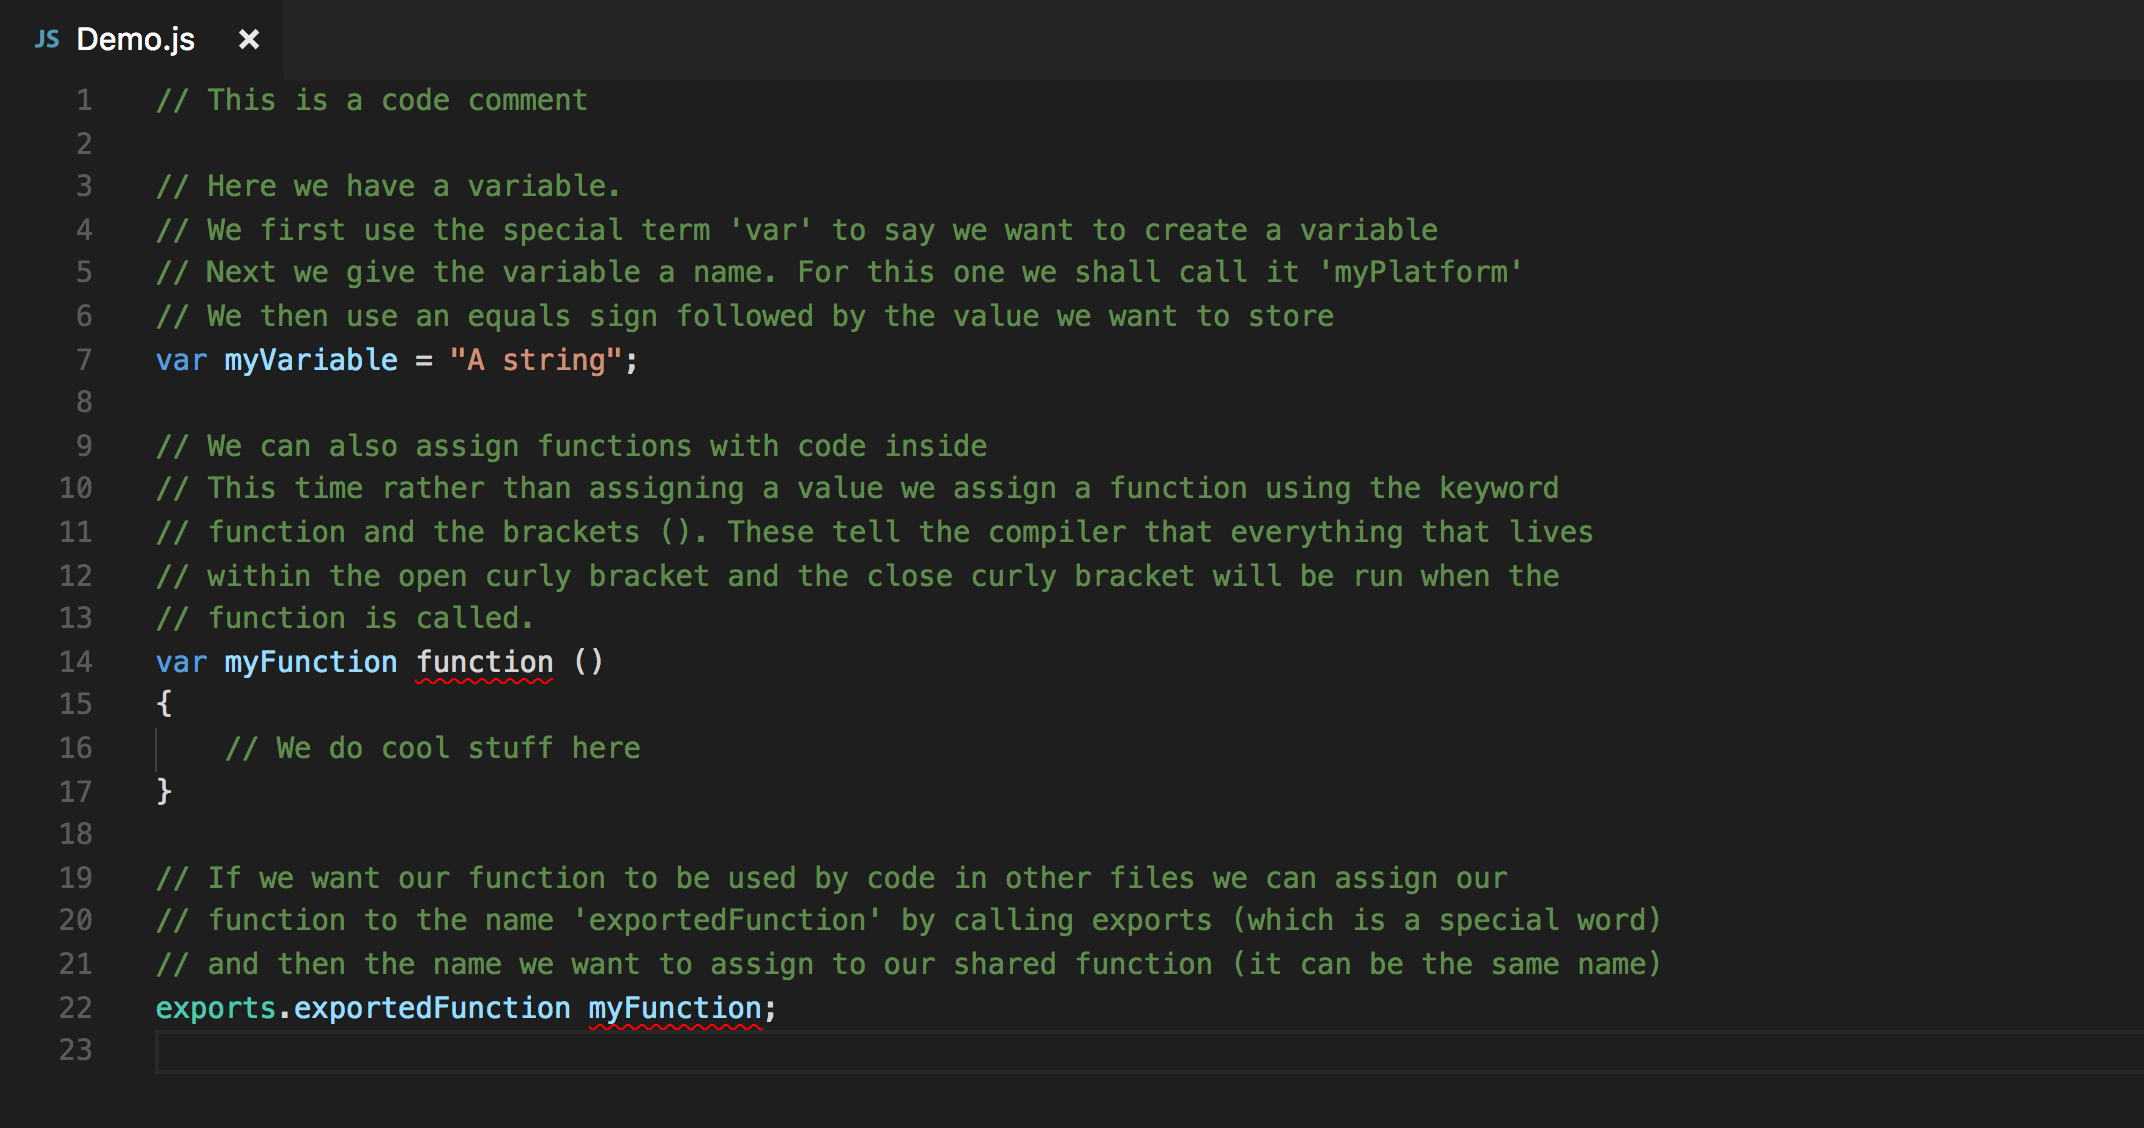 JS Demo.js ×
1 // This is a code comment
2
3 // Here we have a variable.
4 // We first use the special term 'var' to say we want to create a variable
5 // Next we give the variable a name. For this one we shall call it 'myPlatform'
6 // We then use an equals sign followed by the value we want to store
7 var myVariable = "A string";
8
9 // We can also assign functions with code inside
10 // This time rather than assigning a value we assign a function using the keyword
11 // function and the brackets (). These tell the compiler that everything that lives
12 // within the open curly bracket and the close curly bracket will be run when the
13 // function is called.
14 var myFunction function ()
15 {
16     // We do cool stuff here
17 }
18
19 // If we want our function to be used by code in other files we can assign our
20 // function to the name 'exportedFunction' by calling exports (which is a special word)
21 // and then the name we want to assign to our shared function (it can be the same name)
22 exports.exportedFunction myFunction;
23